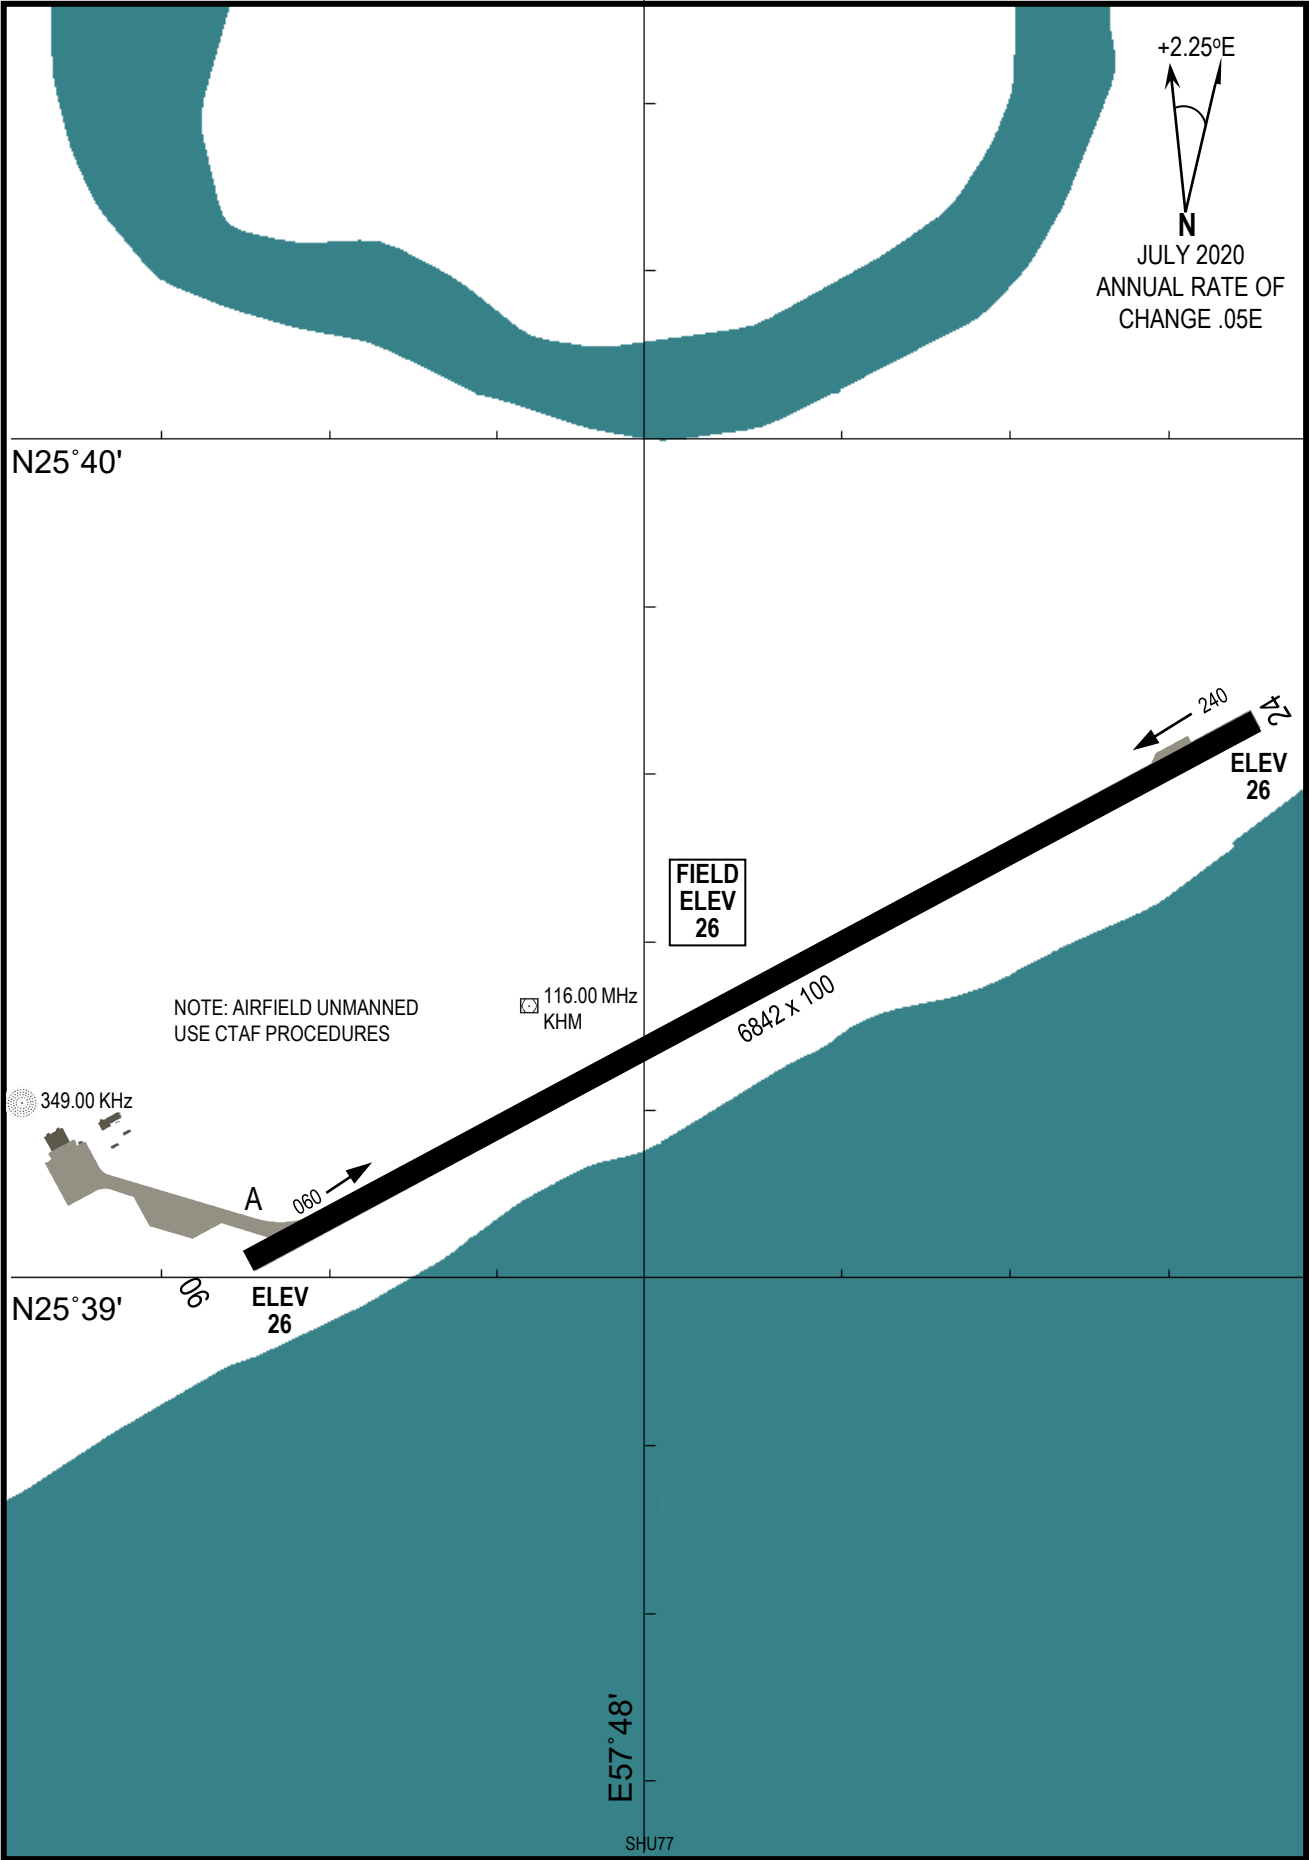 +2.25ºE
N
JULY 2020
ANNUAL RATE OF
CHANGE .05E
N25˚40'
240
24
ELEV
26
FIELD
ELEV
26
116.00 MHz
KHM
6842 x 100
NOTE: AIRFIELD UNMANNED
USE CTAF PROCEDURES
349.00 KHz
A
060
06
ELEV
26
N25˚39'
E57˚48'
SHU77